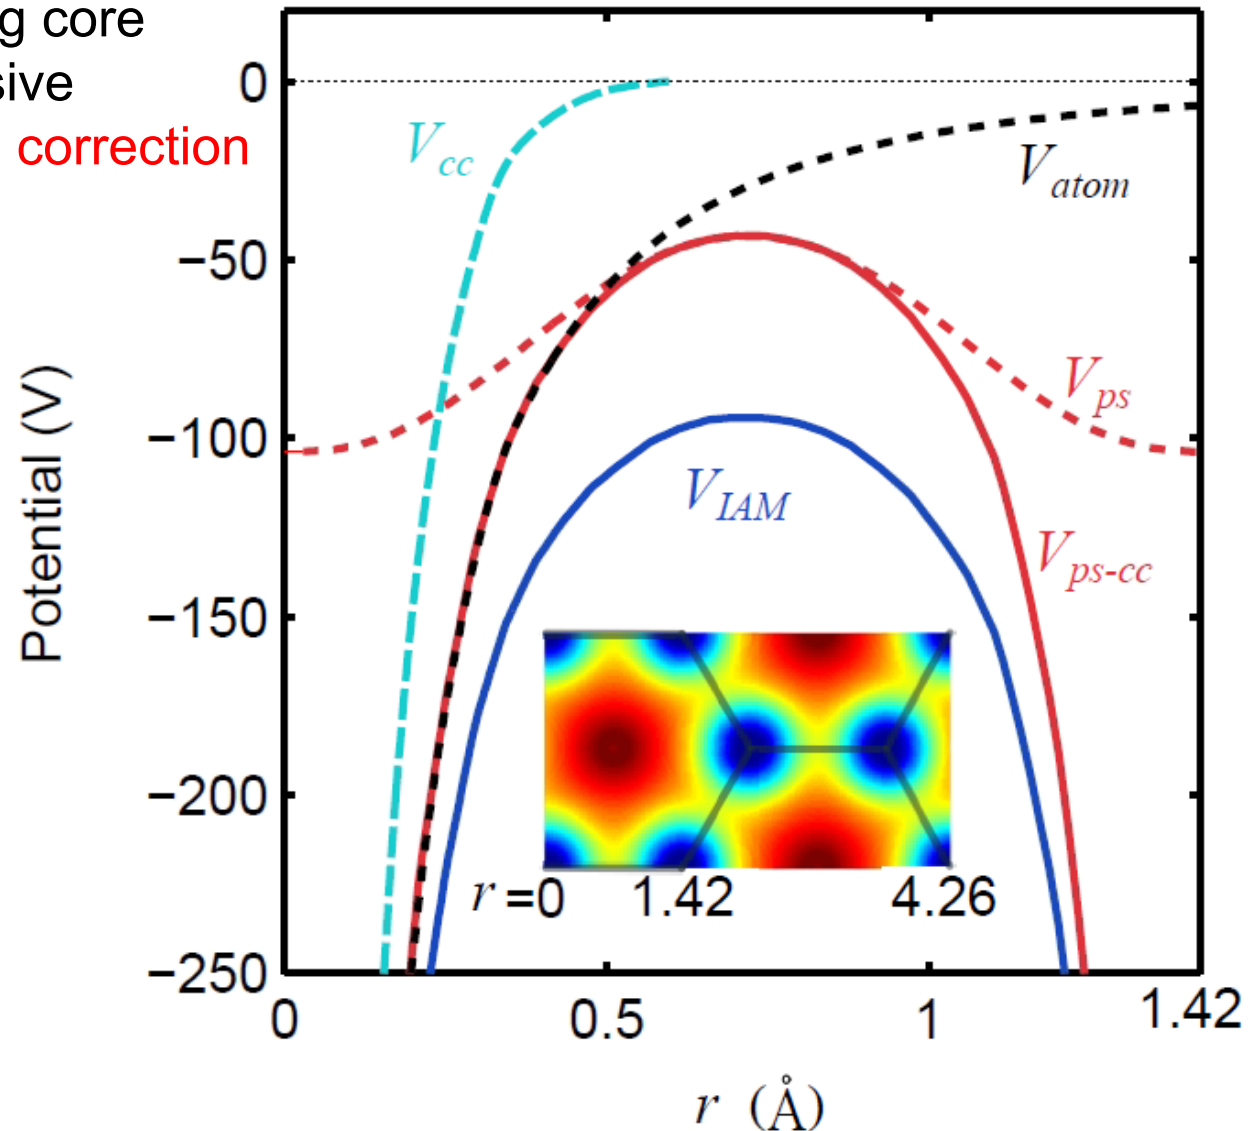 g core
sive
correction
0
−50
−100
−150
−200
−250
Potential (V)
V_cc
V_atom
V_ps
V_IAM
V_ps-cc
r =0 1.42 4.26
0 0.5 1 1.42
r (Å)